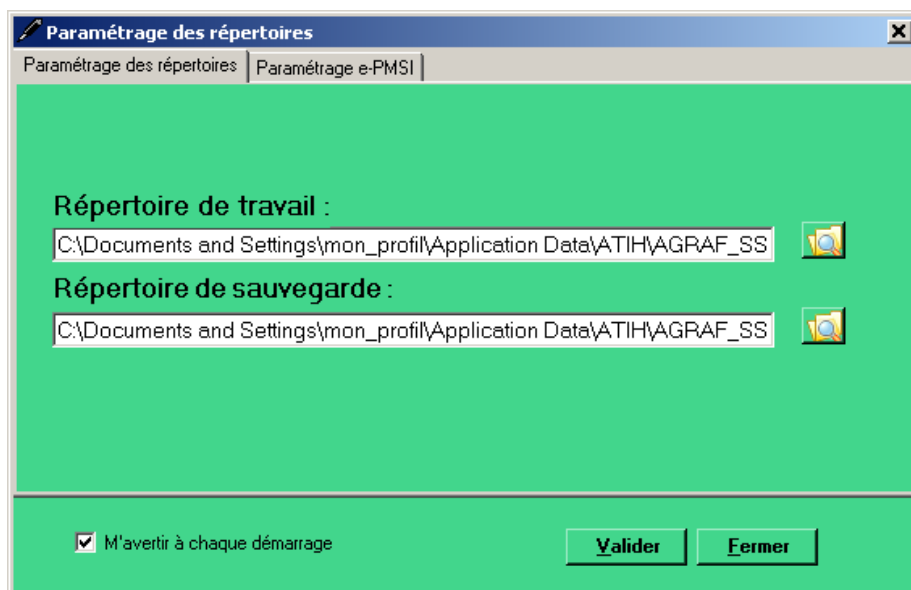 Paramétrage des répertoires
Paramétrage des répertoires Paramétrage e-PMSI
Répertoire de travail :
C:\Documents and Settings\mon_profil\Application Data\ATIH\AGRAF_SS
Répertoire de sauvegarde :
C:\Documents and Settings\mon_profil\Application Data\ATIH\AGRAF_SS
M'avertir à chaque démarrage Valider Fermer